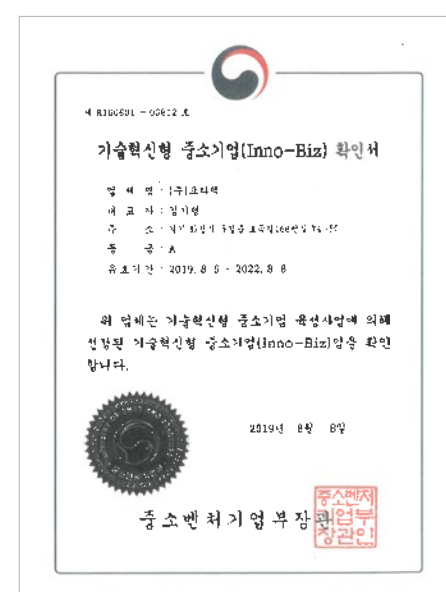 제 R150601 - 00812 호
기술혁신형 중소기업(Inno-Biz) 확인서
업 체 명 : (주)코리텍
대 표 자 : 김기형
주 소 :
등 급 : A
유효기간 : 2019. 8. 8 - 2022. 8. 8
위 업체는 기술혁신형 중소기업 육성사업에 의해
선정된 기술혁신형 중소기업(Inno-Biz)임을 확인
합니다.
2019년 8월 8일
중소벤처기업부장관
중소벤처
기업부
장관인